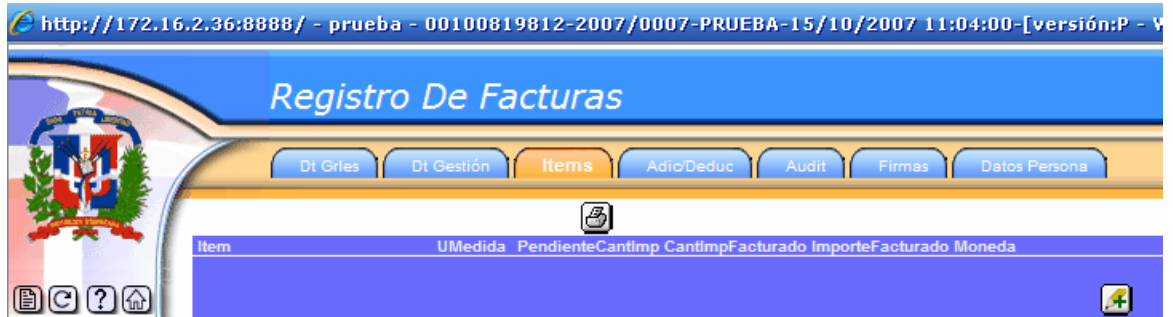 http://172.16.2.36:8888/ - prueba - 00100819812-2007/0007-PRUEBA-15/10/2007 11:04:00-[versión:P -
Registro De Facturas
Dt Grles Dt Gestión Items Adic/Deduc Audit Firmas Datos Persona
Item UMedida PendienteCantImp CantImpFacturado ImporteFacturado Moneda